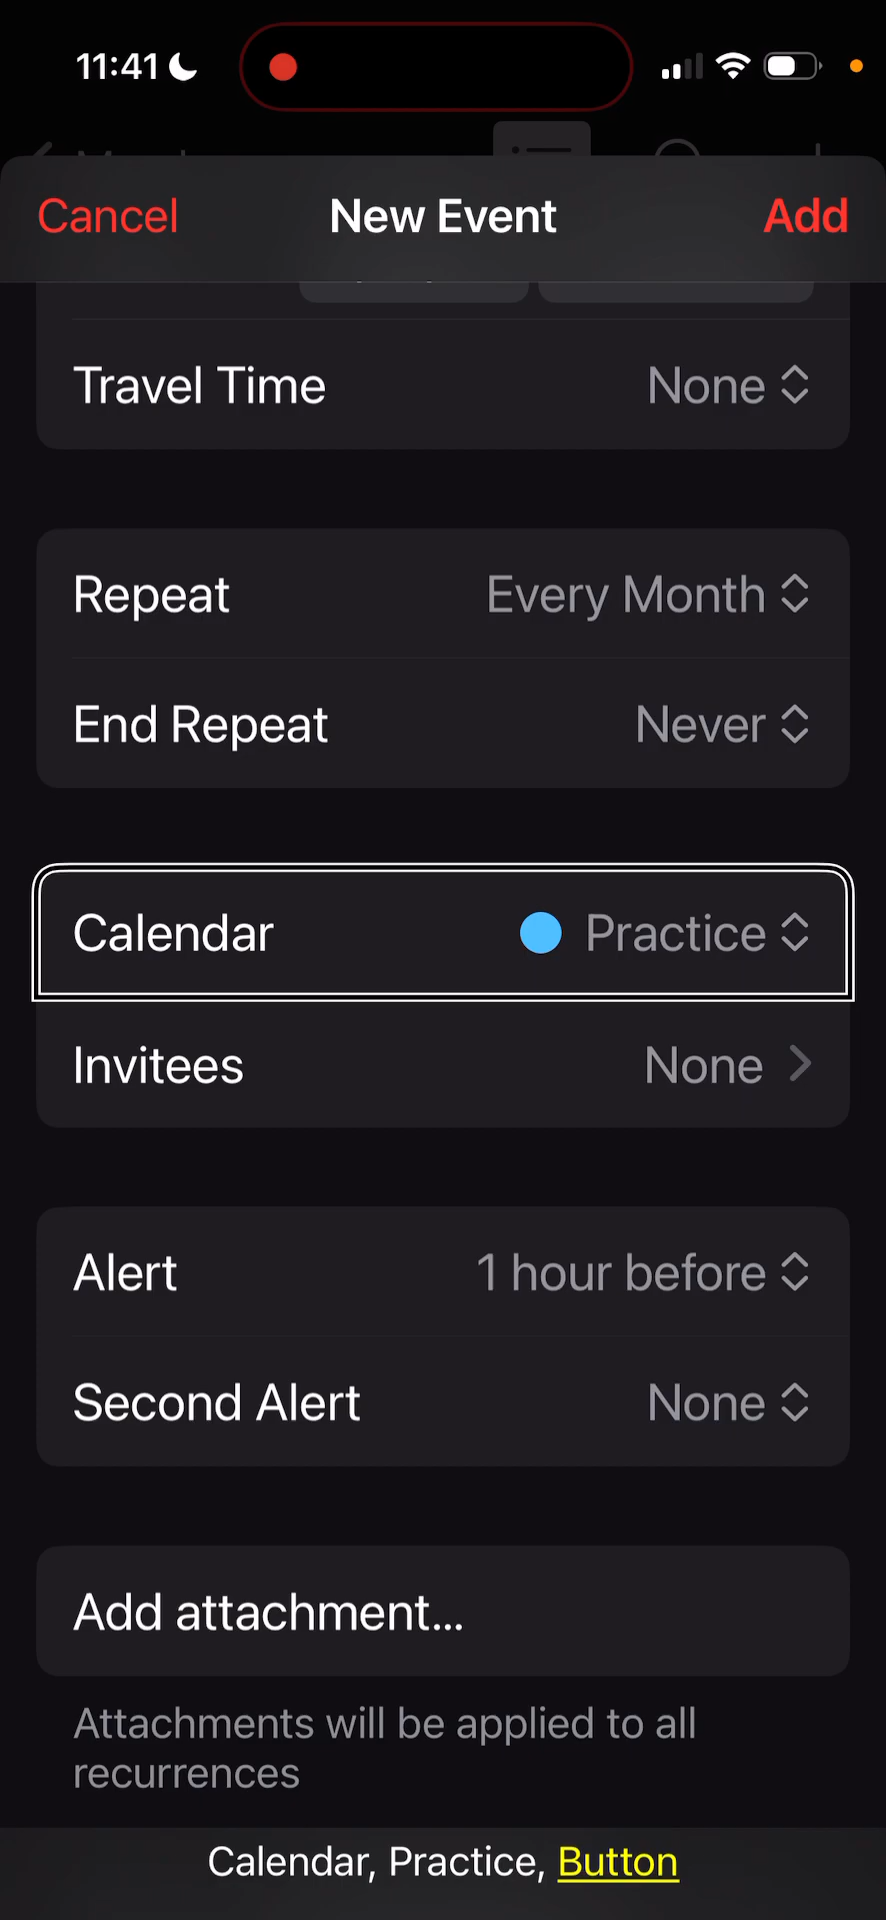 11:41
Cancel New Event Add
Travel Time None
Repeat Every Month
End Repeat Never
Calendar Practice
Invitees None
Alert 1 hour before
Second Alert None
Add attachment...
Attachments will be applied to all
recurrences
Calendar, Practice, Button